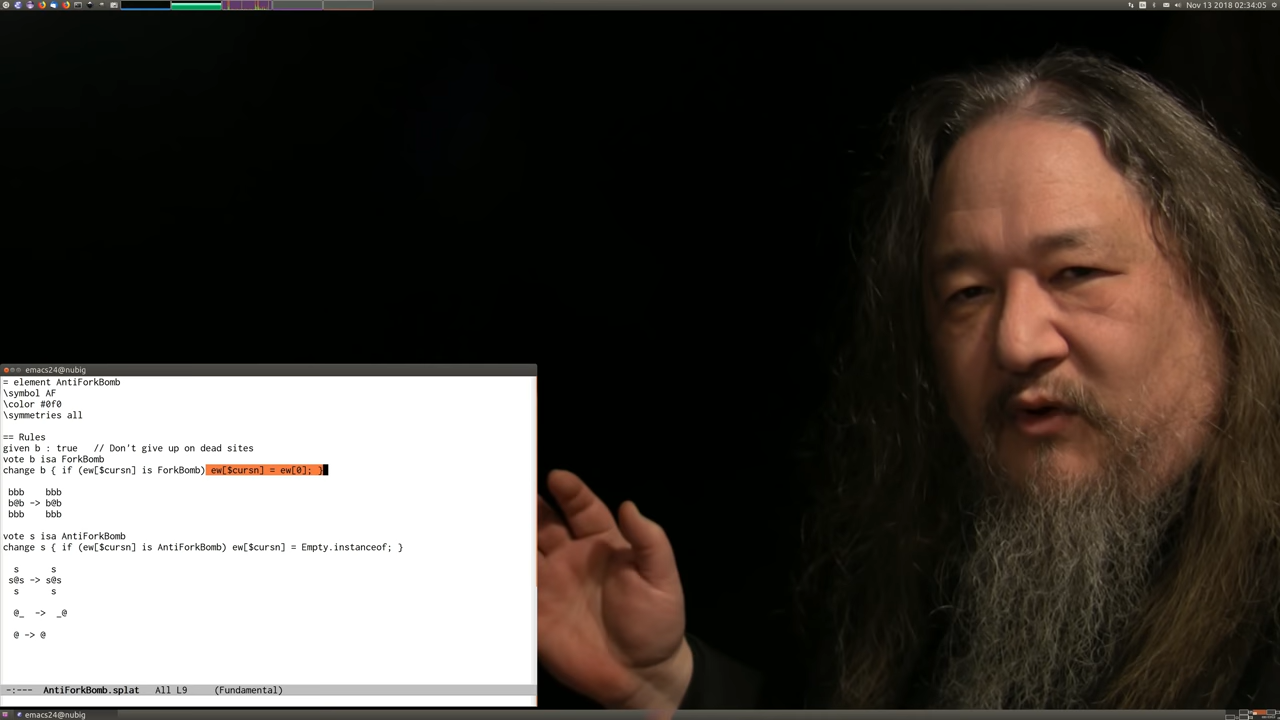 Nov 13 2018 02:34:05
emacs24@nubig
= element AntiForkBomb
\symbol AF
\color #0f0
\symmetries all
== Rules
given b : true   // Don't give up on dead sites
vote b isa ForkBomb
change b { if (ew[$cursn] is ForkBomb) ew[$cursn] = ew[0]; }
bbb     bbb
b@b -> b@b
bbb     bbb
vote s isa AntiForkBomb
change s { if (ew[$cursn] is AntiForkBomb) ew[$cursn] = Empty.instanceof; }
s      s
s@s -> s@s
s      s
@_  ->  _@
@ -> @
-:---  AntiForkBomb.splat   All L9     (Fundamental)
emacs24@nubig